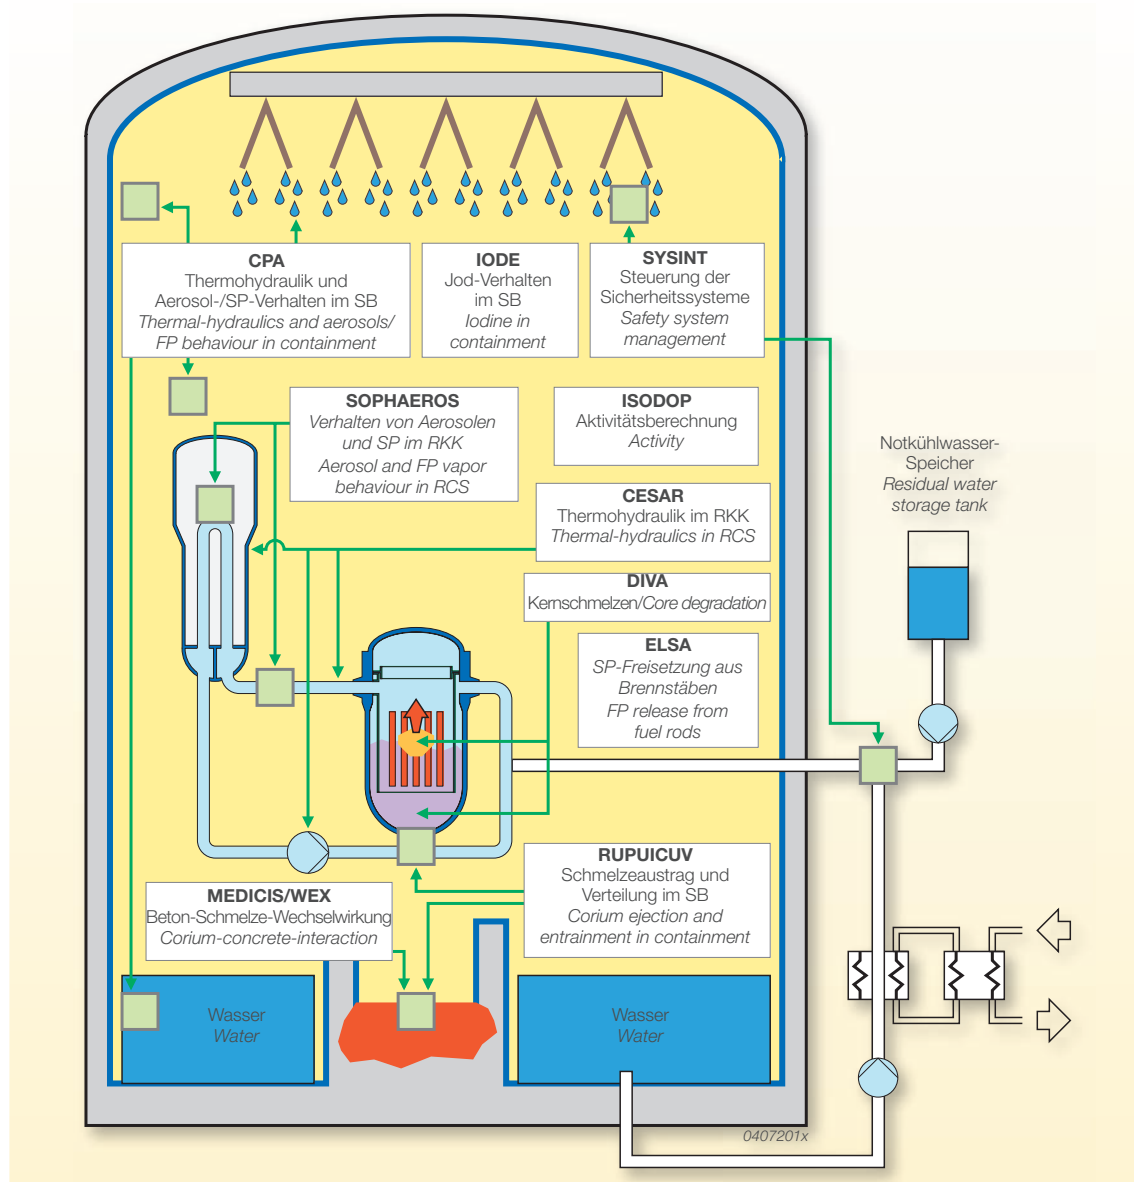 CPA
Thermohydraulik und
Aerosol-/SP-Verhalten im SB
Thermal-hydraulics and aerosols/
FP behaviour in containment
IODE
Jod-Verhalten
im SB
Iodine in
containment
SYSINT
Steuerung der
Sicherheitssysteme
Safety system
management
SOPHAEROS
Verhalten von Aerosolen
und SP im RKK
Aerosol and FP vapor
behaviour in RCS
ISODOP
Aktivitätsberechnung
Activity
CESAR
Thermohydraulik im RKK
Thermal-hydraulics in RCS
Notkühlwasser-
Speicher
Residual water
storage tank
DIVA
Kernschmelzen/Core degradation
ELSA
SP-Freisetzung aus
Brennstäben
FP release from
fuel rods
RUPUICUV
Schmelzeaustrag und
Verteilung im SB
Corium ejection and
entrainment in containment
MEDICIS/WEX
Beton-Schmelze-Wechselwirkung
Corium-concrete-interaction
Wasser
Water
Wasser
Water
0407201x